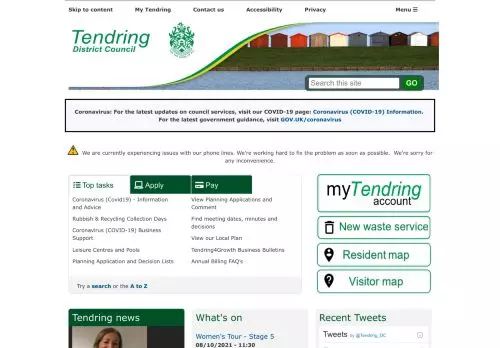 Skip to content
My Tendring
Contact us
Accessibility
Privacy
Menu ☰
Tendring
District Council
Search this site
GO
Coronavirus: For the latest updates on council services, visit our COVID-19 page: Coronavirus (COVID-19) Information.
For the latest government guidance, visit GOV.UK/coronavirus
We are currently experiencing issues with our phone lines. We're working hard to fix the problem as soon as possible. We're sorry for
any inconvenience.
Top tasks
Apply
Pay
Coronavirus (Covid19) - Information
and Advice
Rubbish & Recycling Collection Days
Coronavirus (COVID-19) Business
Support
Leisure Centres and Pools
Planning Application and Decision Lists
View Planning Applications and
Comment
Find meeting dates, minutes and
decisions
View our Local Plan
Tendring4Growth Business Bulletins
Annual Billing FAQ's
Try a search or the A to Z
myTendring
account
New waste service
Resident map
Visitor map
Tendring news
What's on
Women's Tour - Stage 5
08/10/2021 - 11:30
Recent Tweets
Tweets by @Tendring_DC